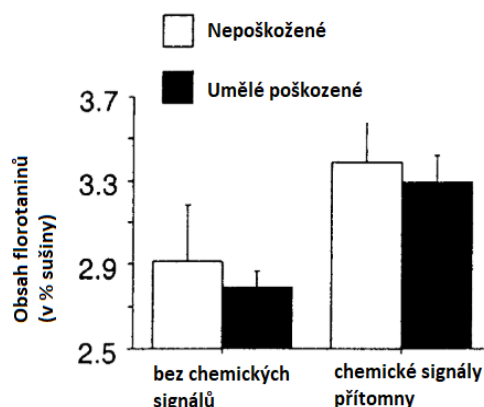 Nepoškožené
Umělé poškozené
Obsah florotaninů
(v % sušiny)
3.7
3.3
2.9
2.5
bez chemických
signálů
chemické signály
přítomny